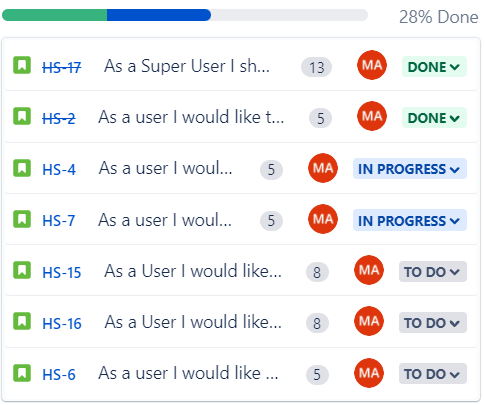 28% Done
HS-17 As a Super User I sh... 13 MA DONE
HS-2 As a user I would like t... 5 MA DONE
HS-4 As a user I woul... 5 MA IN PROGRESS
HS-7 As a user I woul... 5 MA IN PROGRESS
HS-15 As a User I would like... 8 MA TO DO
HS-16 As a User I would like... 8 MA TO DO
HS-6 As a user I would like ... 5 MA TO DO